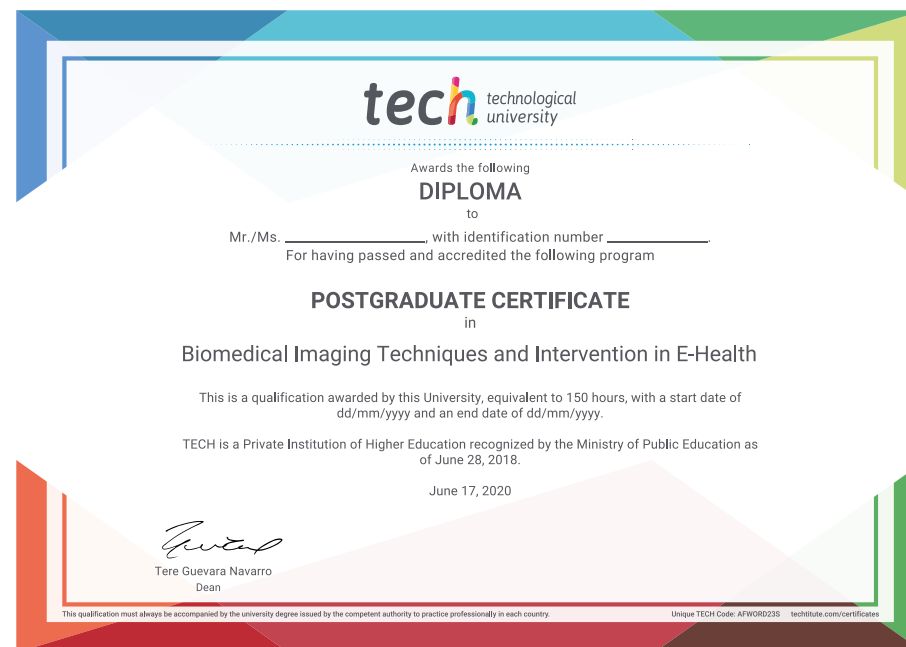 tech technological
university
Awards the following
DIPLOMA
to
Mr./Ms. ____________________, with identification number _______________.
For having passed and accredited the following program
POSTGRADUATE CERTIFICATE
in
Biomedical Imaging Techniques and Intervention in E-Health
This is a qualification awarded by this University, equivalent to 150 hours, with a start date of
dd/mm/yyyy and an end date of dd/mm/yyyy.
TECH is a Private Institution of Higher Education recognized by the Ministry of Public Education as
of June 28, 2018.
June 17, 2020
Tere Guevara Navarro
Dean
This qualification must always be accompanied by the university degree issued by the competent authority to practice professionally in each country. Unique TECH Code: AFWORD23S techtitute.com/certificates